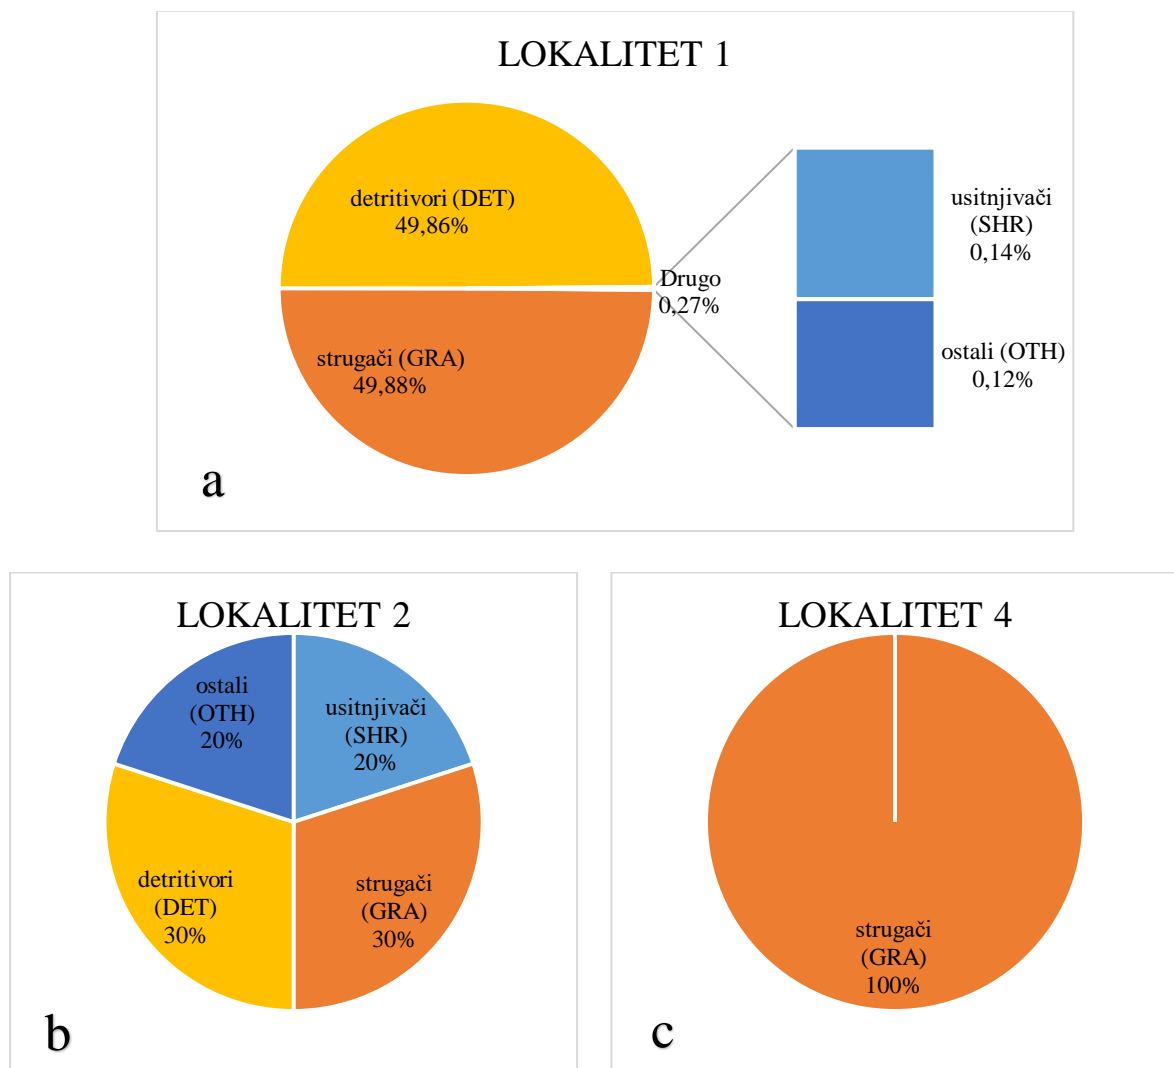 LOKALITET 1
detritivori (DET)
49,86%
strugači (GRA)
49,88%
Drugo
0,27%
usitnjivači
(SHR)
0,14%
ostali (OTH)
0,12%
a
LOKALITET 2
ostali
(OTH)
20%
usitnjivači
(SHR)
20%
detritivori
(DET)
30%
strugači
(GRA)
30%
b
LOKALITET 4
strugači
(GRA)
100%
c